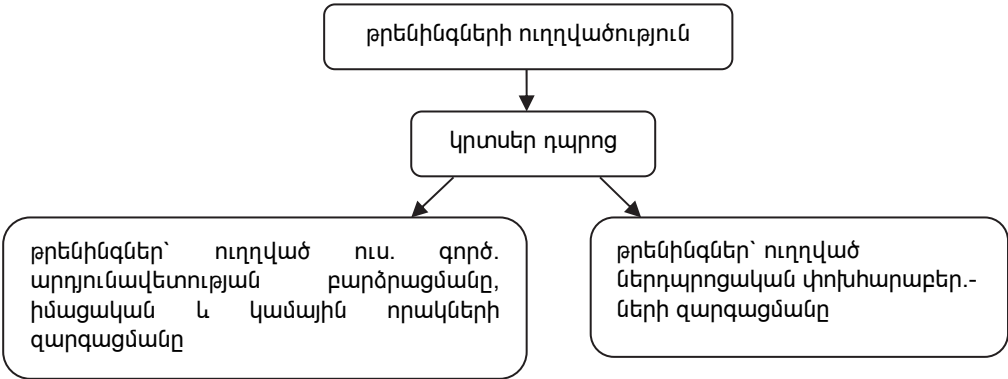 թրենինգների ուղղվածություն
կրտսեր դպրոց
թրենինգներ՝ ուղղված ուս. գործ.
արդյունավետության բարձրացմանը,
իմացական և կամային որակների
զարգացմանը
թրենինգներ՝ ուղղված
ներդպրոցական փոխհարաբեր.-
ների զարգացմանը